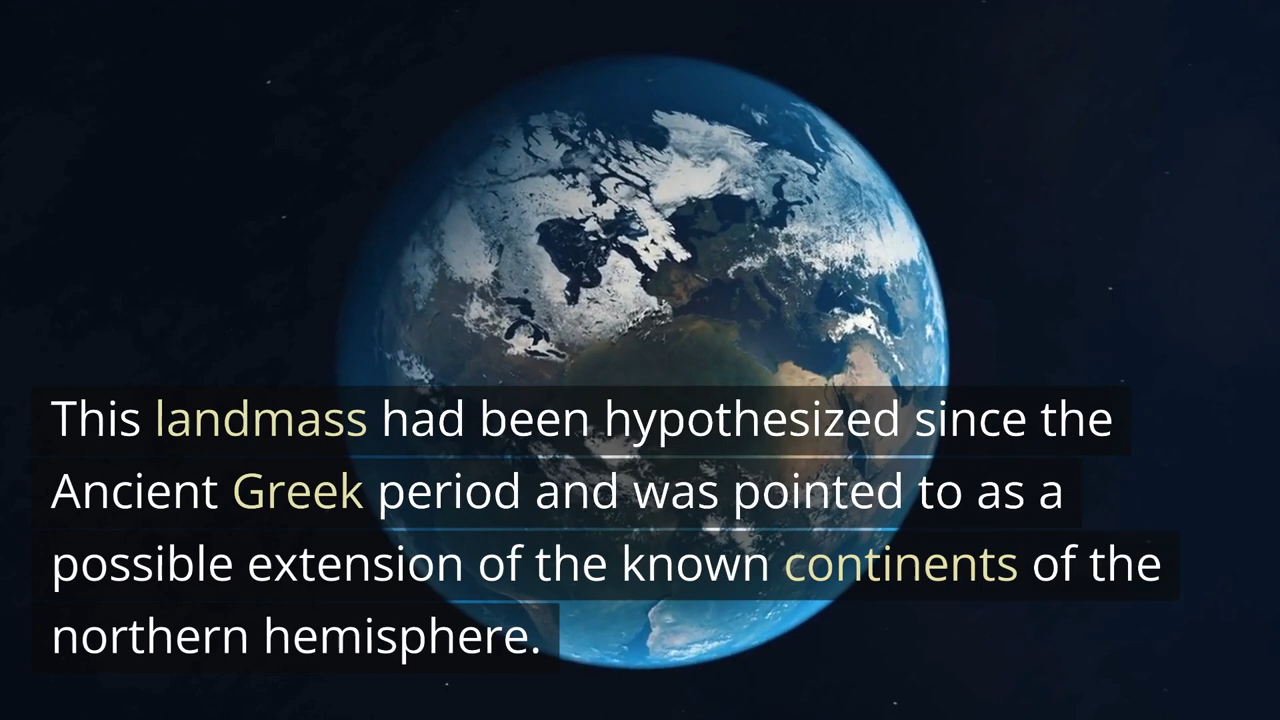 This landmass had been hypothesized since the
Ancient Greek period and was pointed to as a
possible extension of the known continents of the
northern hemisphere.